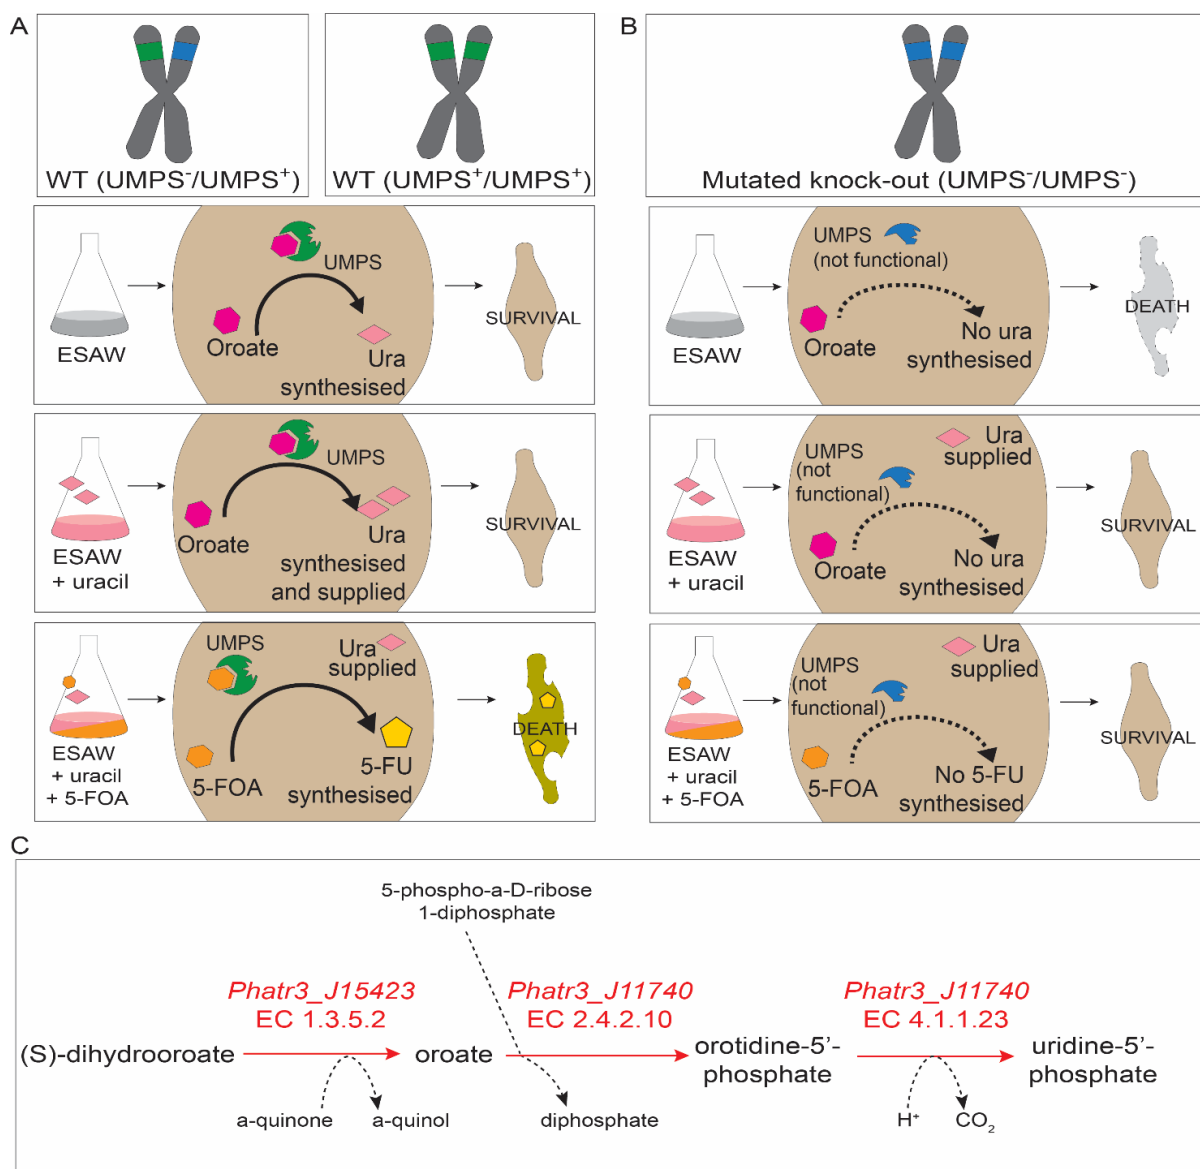 A
WT (UMPS⁻/UMPS⁺)
WT (UMPS⁺/UMPS⁺)
ESAW
UMPS
Oroate
Ura
synthesised
SURVIVAL
ESAW
+ uracil
UMPS
Oroate
Ura
synthesised
and supplied
SURVIVAL
ESAW
+ uracil
+ 5-FOA
UMPS
Ura
supplied
5-FOA
5-FU
synthesised
DEATH
B
Mutated knock-out (UMPS⁻/UMPS⁻)
ESAW
UMPS
(not functional)
Oroate
No ura
synthesised
DEATH
ESAW
+ uracil
UMPS
(not
functional)
Ura
supplied
Oroate
No ura
synthesised
SURVIVAL
ESAW
+ uracil
+ 5-FOA
UMPS
(not
functional)
Ura
supplied
5-FOA
No 5-FU
synthesised
SURVIVAL
C
5-phospho-a-D-ribose
1-diphosphate
Phatr3_J15423
EC 1.3.5.2
Phatr3_J11740
EC 2.4.2.10
Phatr3_J11740
EC 4.1.1.23
(S)-dihydrooroate
oroate
orotidine-5’-
phosphate
uridine-5’-
phosphate
a-quinone
a-quinol
diphosphate
H⁺
CO₂